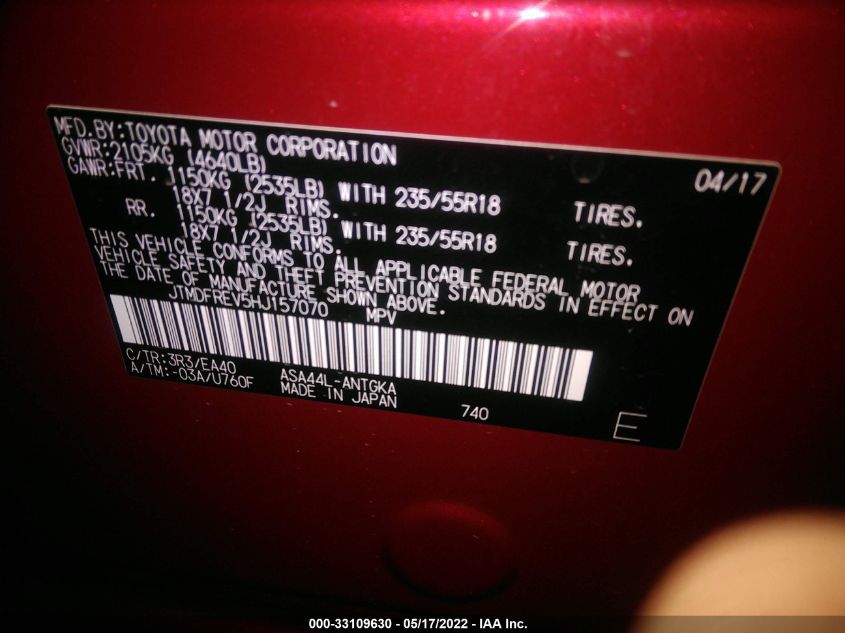 MFD.BY:TOYOTA MOTOR CORPORATION 04/17
GVWR:2105KG (4640LB)
GAWR:FRT. 1150KG (2535LB) WITH 235/55R18 TIRES.
18X7 1/2J RIMS.
RR. 1150KG (2535LB) WITH 235/55R18 TIRES.
18X7 1/2J RIMS.
THIS VEHICLE CONFORMS TO ALL APPLICABLE FEDERAL MOTOR
VEHICLE SAFETY AND THEFT PREVENTION STANDARDS IN EFFECT ON
THE DATE OF MANUFACTURE SHOWN ABOVE.
JTMDFREV5HJ157070 MPV
C/TR:3R3/EA40 ASA44L-ANTGKA
A/TM:-03A/U760F MADE IN JAPAN 740
E
000-33109630 - 05/17/2022 - IAA Inc.